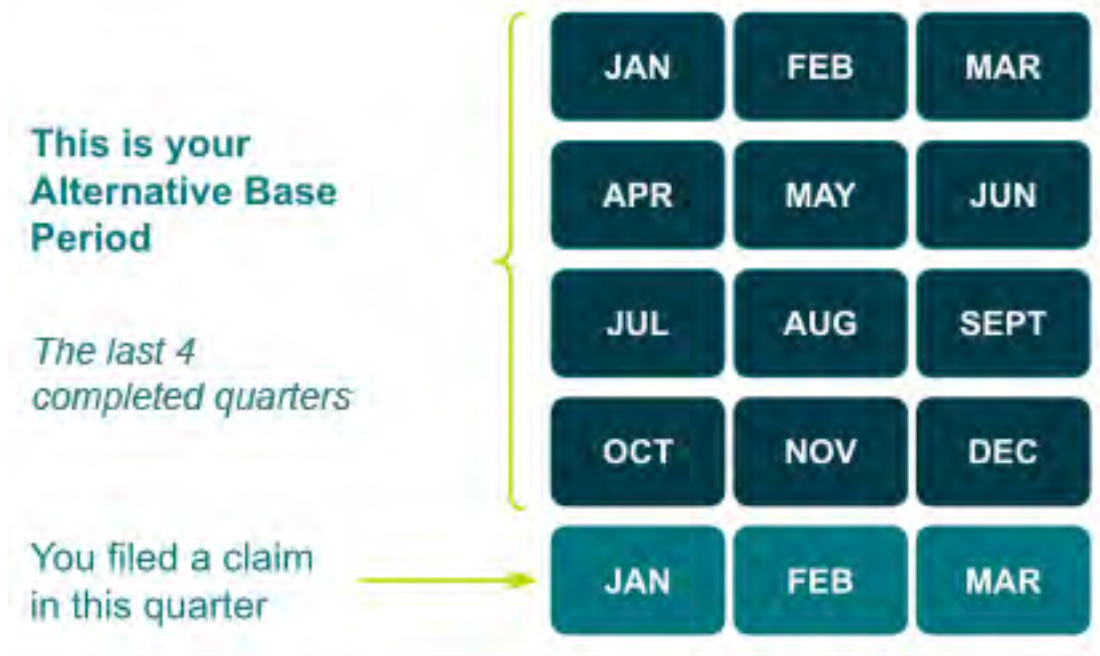 This is your
Alternative Base
Period
The last 4
completed quarters
You filed a claim
in this quarter
JAN FEB MAR
APR MAY JUN
JUL AUG SEPT
OCT NOV DEC
JAN FEB MAR